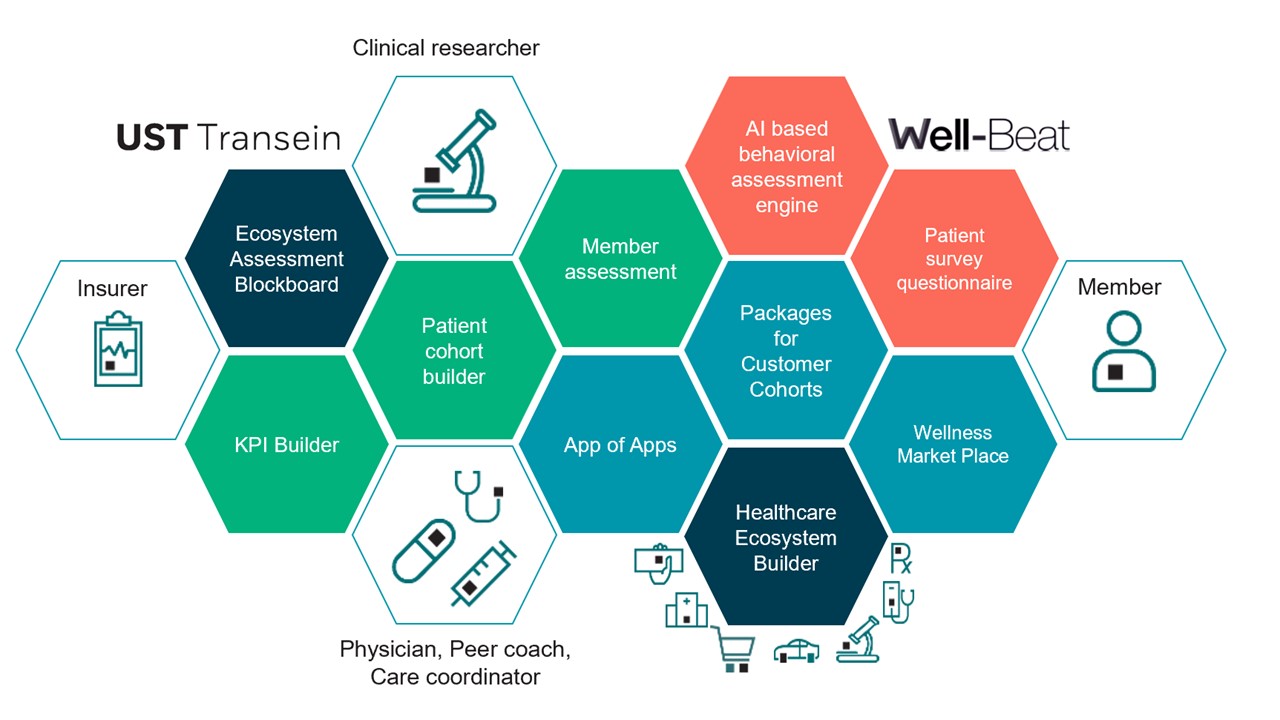 Clinical researcher
UST Transein
Well-Beat
AI based
behavioral
assessment
engine
Ecosystem
Assessment
Blockboard
Member
assessment
Patient
survey
questionnaire
Insurer
Member
Patient
cohort
builder
Packages
for
Customer
Cohorts
KPI Builder
App of Apps
Wellness
Market Place
Healthcare
Ecosystem
Builder
Rx
Physician, Peer coach,
Care coordinator